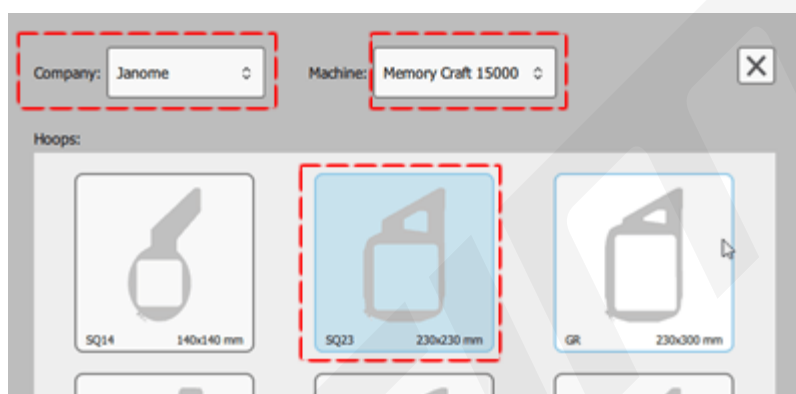 Company: Janome Machine: Memory Craft 15000
Hoops:
SQ14 140x140 mm SQ23 230x230 mm GR 230x300 mm